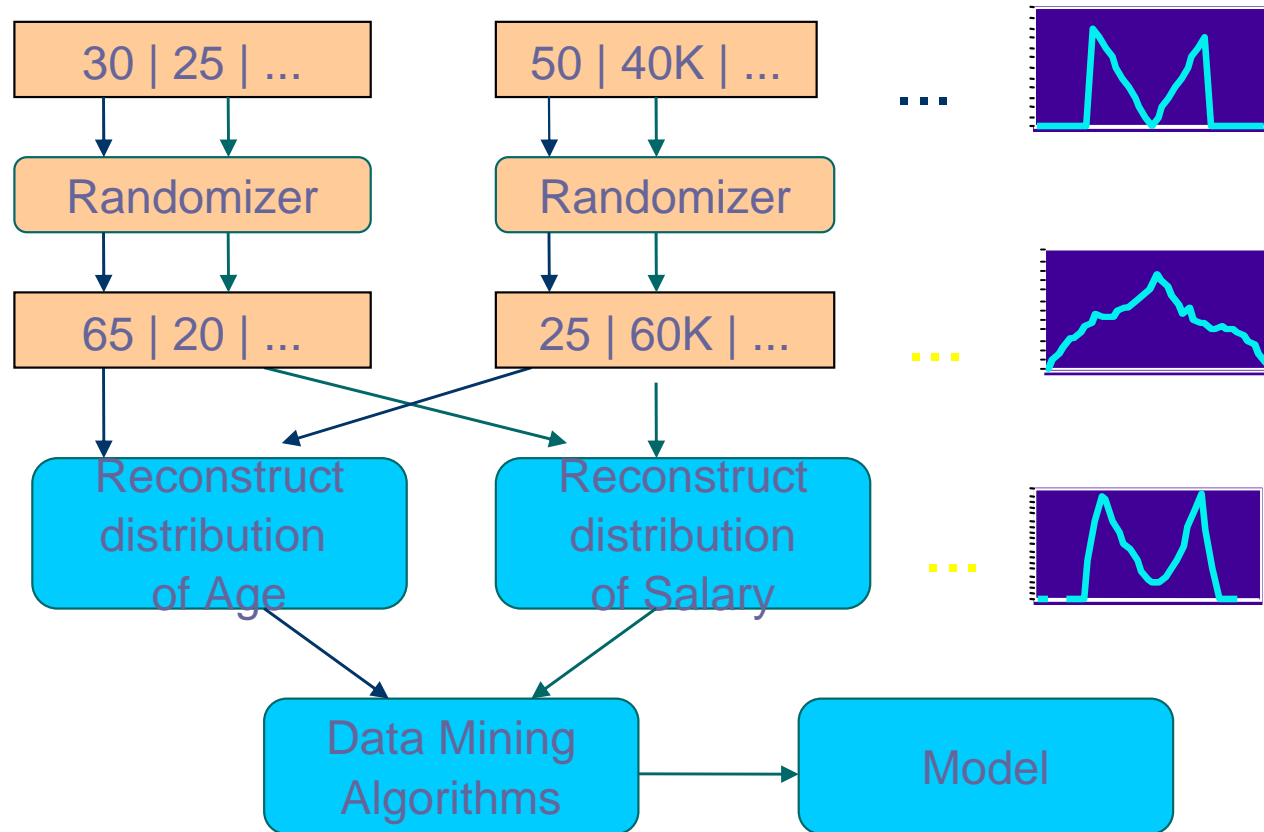 30 | 25 | ...
50 | 40K | ...
...
Randomizer
Randomizer
65 | 20 | ...
25 | 60K | ...
...
Reconstruct
distribution
of Age
Reconstruct
distribution
of Salary
...
Data Mining
Algorithms
Model